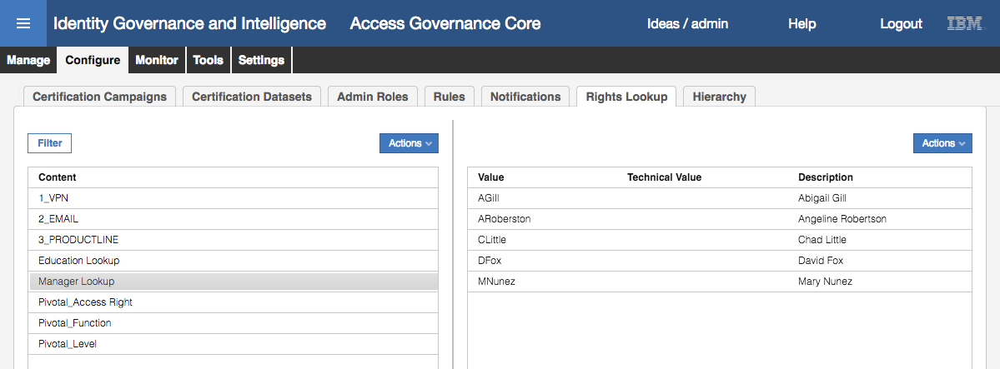 Identity Governance and Intelligence Access Governance Core Ideas / admin Help Logout IBM
Manage Configure Monitor Tools Settings
Certification Campaigns Certification Datasets Admin Roles Rules Notifications Rights Lookup Hierarchy
Filter Actions Actions
Content Value Technical Value Description
1_VPN AGill Abigail Gill
2_EMAIL ARoberston Angeline Robertson
3_PRODUCTLINE CLittle Chad Little
Education Lookup DFox David Fox
Manager Lookup MNunez Mary Nunez
Pivotal_Access Right
Pivotal_Function
Pivotal_Level